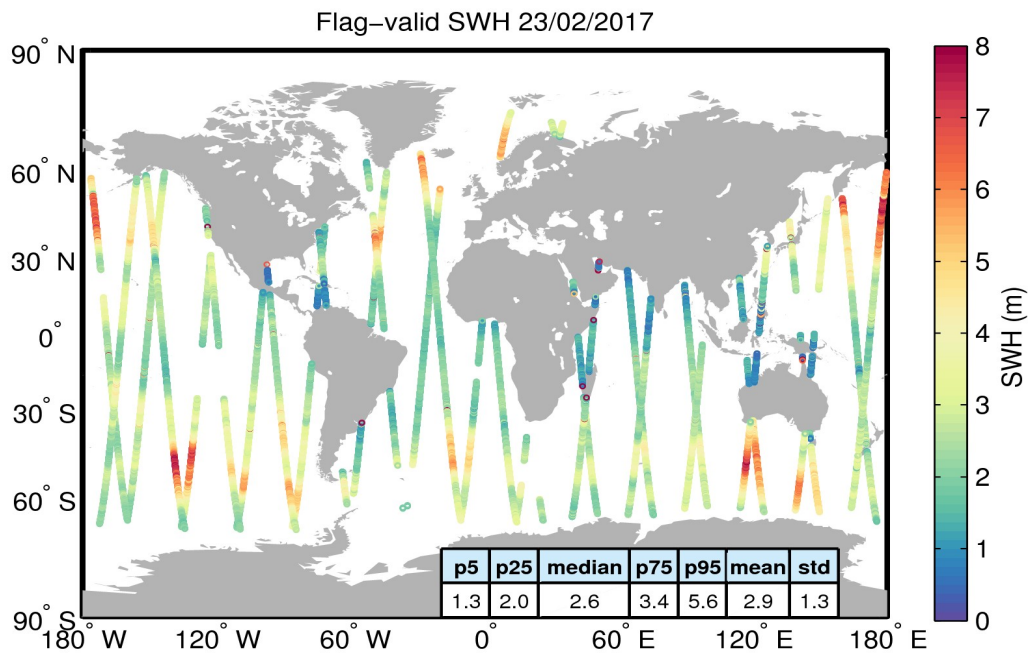 Flag−valid SWH 23/02/2017
90° N
60° N
30° N
0°
30° S
60° S
90° S
180° W
120° W
60° W
0°
60° E
120° E
180° E
p5 p25 median p75 p95 mean std
1.3 2.0 2.6 3.4 5.6 2.9 1.3
8
7
6
5
4
3
2
1
0
SWH (m)